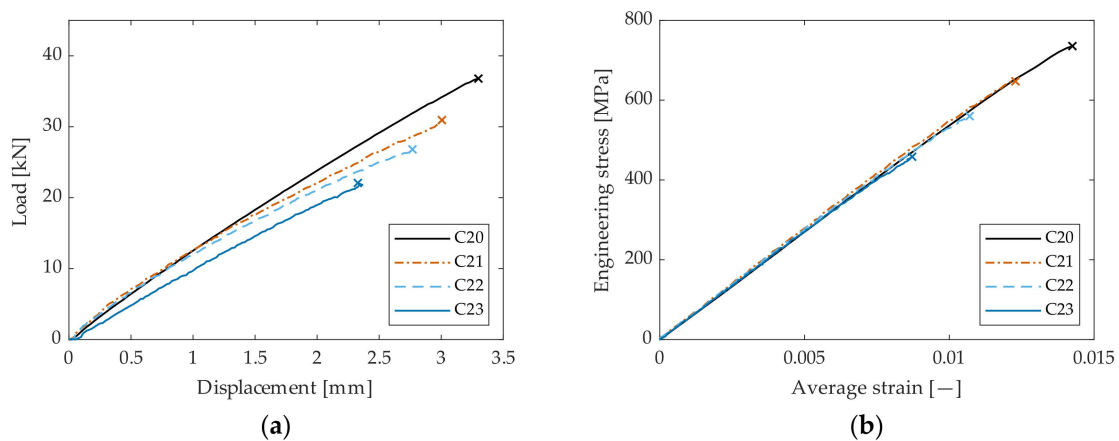 40
30
20
10
0
Load [kN]
0 0.5 1 1.5 2 2.5 3 3.5
Displacement [mm]
C20
C21
C22
C23
(a)
800
600
400
200
0
Engineering stress [MPa]
0 0.005 0.01 0.015
Average strain [—]
C20
C21
C22
C23
(b)